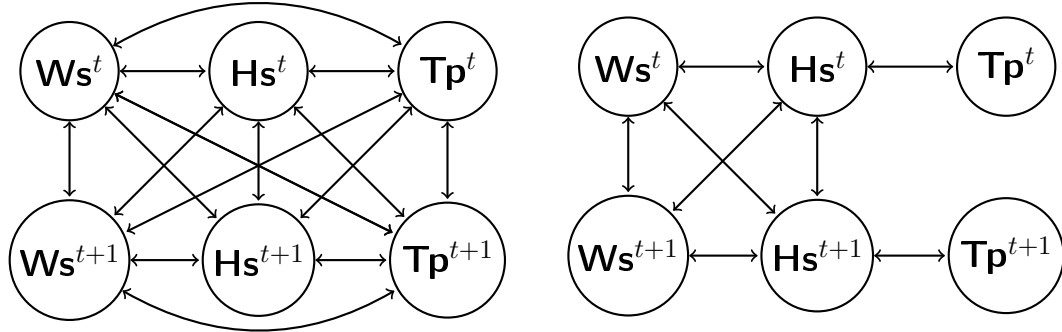 Ws^t Hs^t Tp^t Ws^t Hs^t Tp^t
Ws^{t+1} Hs^{t+1} Tp^{t+1} Ws^{t+1} Hs^{t+1} Tp^{t+1}